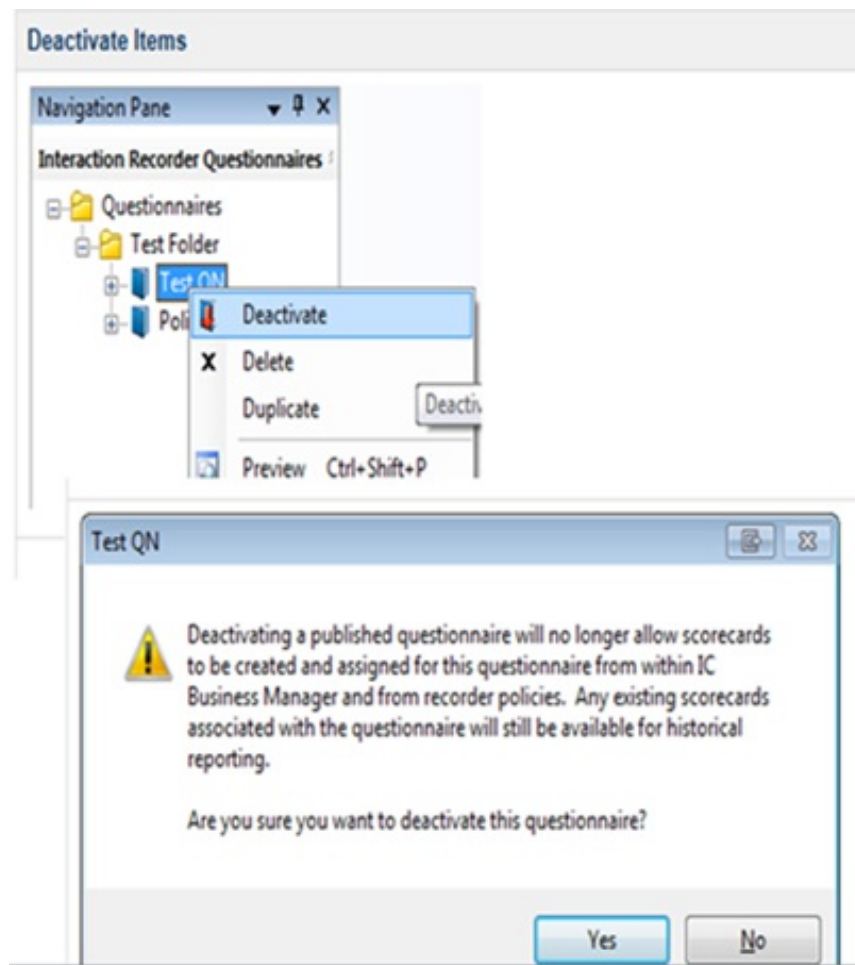 Deactivate Items
Navigation Pane
Interaction Recorder Questionnaires
Questionnaires
Test Folder
Test QN
Deactivate
Delete
Duplicate
Preview Ctrl+Shift+P
Test QN
Deactivating a published questionnaire will no longer allow scorecards
to be created and assigned for this questionnaire from within IC
Business Manager and from recorder policies. Any existing scorecards
associated with the questionnaire will still be available for historical
reporting.
Are you sure you want to deactivate this questionnaire?
Yes No